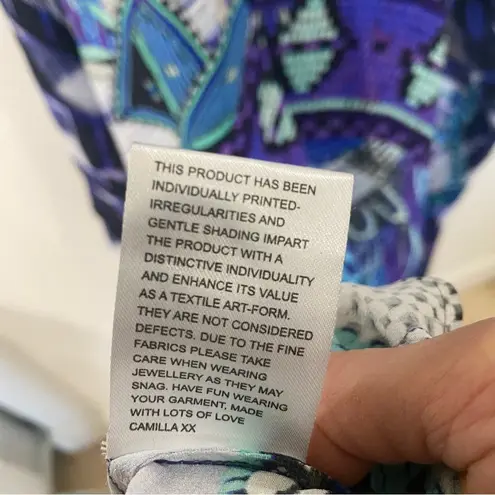 THIS PRODUCT HAS BEEN
INDIVIDUALLY PRINTED-
IRREGULARITIES AND
GENTLE SHADING IMPART
THE PRODUCT WITH A
DISTINCTIVE INDIVIDUALITY
AND ENHANCE ITS VALUE
AS A TEXTILE ART-FORM.
THEY ARE NOT CONSIDERED
DEFECTS. DUE TO THE FINE
FABRICS PLEASE TAKE
CARE WHEN WEARING
JEWELLERY AS THEY MAY
SNAG. HAVE FUN WEARING
YOUR GARMENT, MADE
WITH LOTS OF LOVE
CAMILLA XX